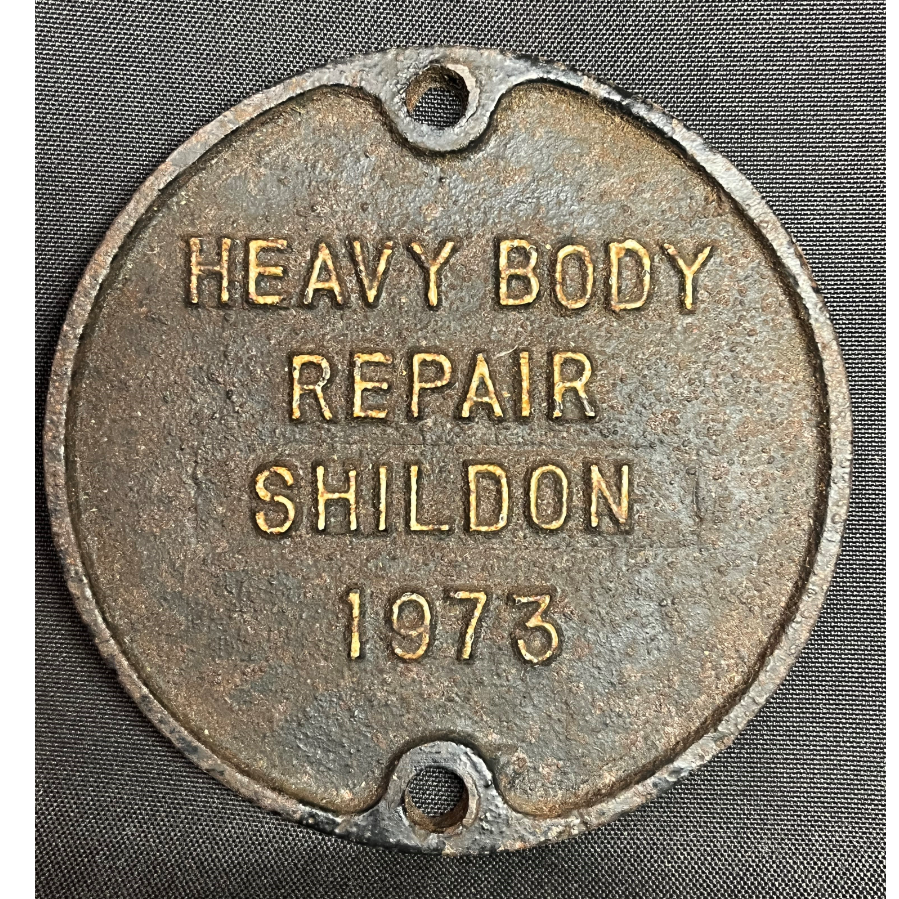 HEAVY BODY
REPAIR
SHILDON
1973